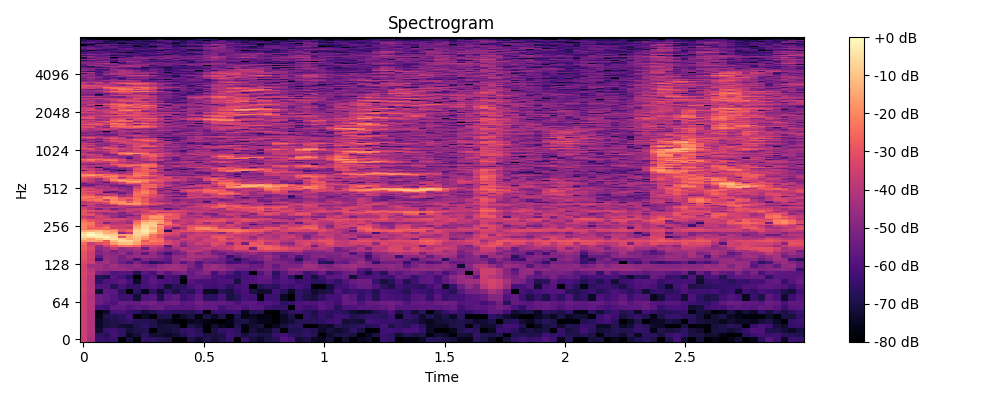 Spectrogram
Hz
4096
2048
1024
512
256
128
64
0
0
0.5
1
1.5
2
2.5
Time
+0 dB
-10 dB
-20 dB
-30 dB
-40 dB
-50 dB
-60 dB
-70 dB
-80 dB